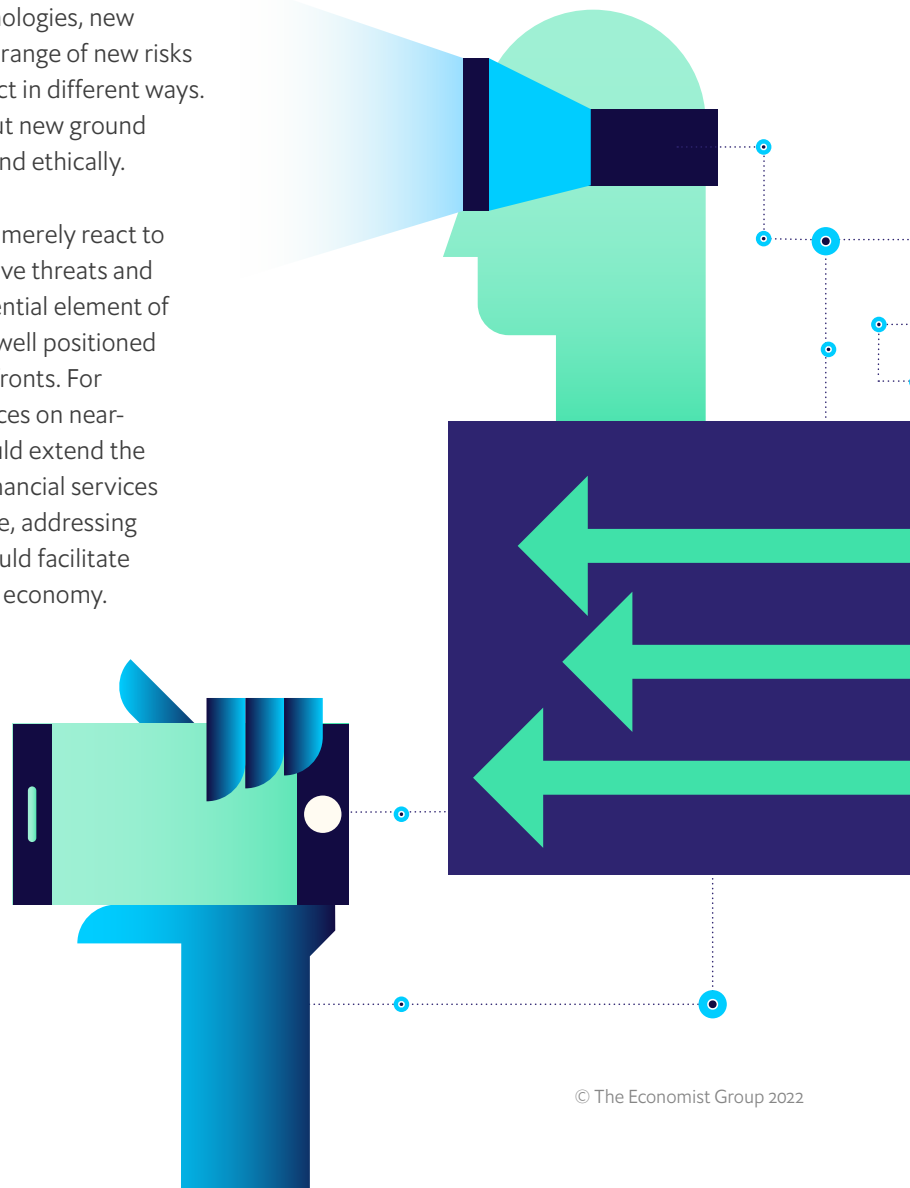 nologies, new
range of new risks
ct in different ways.
ut new ground
nd ethically.
merely react to
ve threats and
ential element of
well positioned
ronts. For
ces on near-
uld extend the
nancial services
e, addressing
uld facilitate
economy.
© The Economist Group 2022